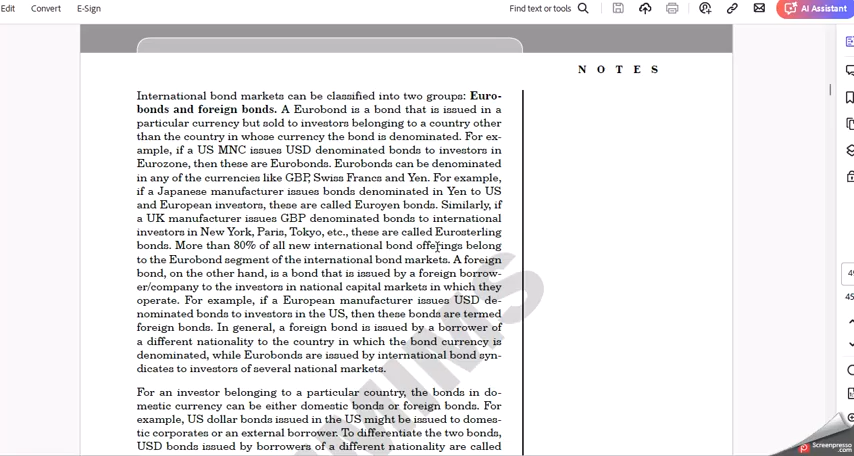 Edit Convert E-Sign Find text or tools AI Assistant
N O T E S
International bond markets can be classified into two groups: Euro-
bonds and foreign bonds. A Eurobond is a bond that is issued in a
particular currency but sold to investors belonging to a country other
than the country in whose currency the bond is denominated. For ex-
ample, if a US MNC issues USD denominated bonds to investors in
Eurozone, then these are Eurobonds. Eurobonds can be denominated
in any of the currencies like GBP, Swiss Francs and Yen. For example,
if a Japanese manufacturer issues bonds denominated in Yen to US
and European investors, these are called Euroyen bonds. Similarly, if
a UK manufacturer issues GBP denominated bonds to international
investors in New York, Paris, Tokyo, etc., these are called Eurosterling
bonds. More than 80% of all new international bond offerings belong
to the Eurobond segment of the international bond markets. A foreign
bond, on the other hand, is a bond that is issued by a foreign borrow-
er/company to the investors in national capital markets in which they
operate. For example, if a European manufacturer issues USD de-
nominated bonds to investors in the US, then these bonds are termed
foreign bonds. In general, a foreign bond is issued by a borrower of
a different nationality to the country in which the bond currency is
denominated, while Eurobonds are issued by international bond syn-
dicates to investors of several national markets.
For an investor belonging to a particular country, the bonds in do-
mestic currency can be either domestic bonds or foreign bonds. For
example, US dollar bonds issued in the US might be issued to domes-
tic corporates or an external borrower. To differentiate the two bonds,
USD bonds issued by borrowers of a different nationality are called
Screenpresso
.com